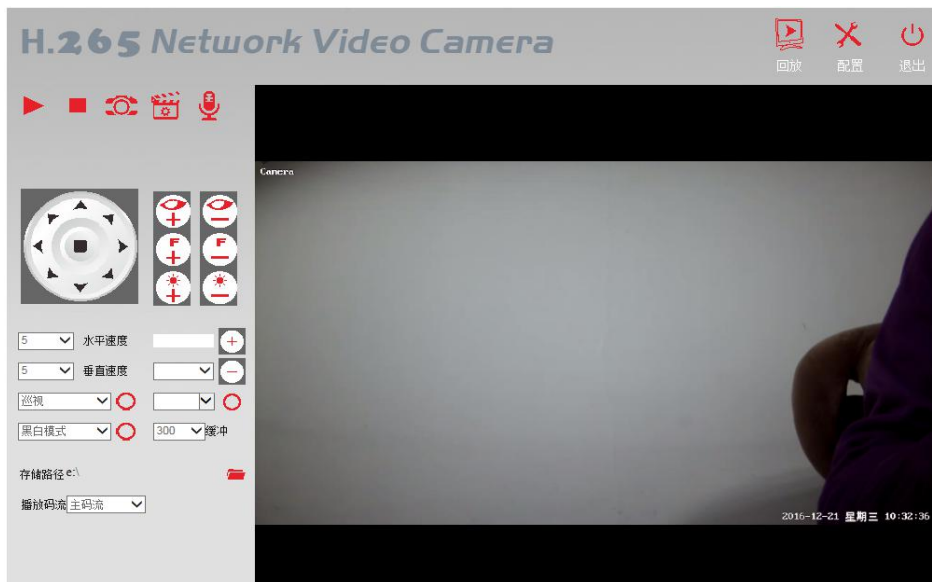 H.265 Network Video Camera
回放 配置 退出
Camera
F F
5 水平速度
5 垂直速度
巡视
黑白模式 300 缓冲
存储路径 e:\
播放码流 主码流
2016-12-21 星期三 10:32:36